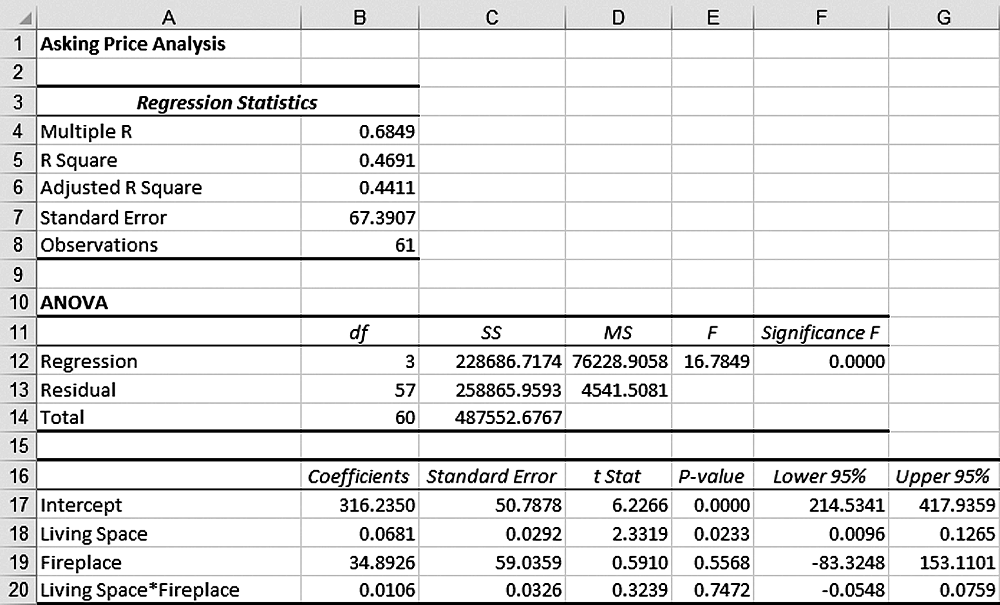 A B C D E F G
1 Asking Price Analysis
2
3 Regression Statistics
4 Multiple R 0.6849
5 R Square 0.4691
6 Adjusted R Square 0.4411
7 Standard Error 67.3907
8 Observations 61
9
10 ANOVA
11 df SS MS F Significance F
12 Regression 3 228686.7174 76228.9058 16.7849 0.0000
13 Residual 57 258865.9593 4541.5081
14 Total 60 487552.6767
15
16 Coefficients Standard Error t Stat P-value Lower 95% Upper 95%
17 Intercept 316.2350 50.7878 6.2266 0.0000 214.5341 417.9359
18 Living Space 0.0681 0.0292 2.3319 0.0233 0.0096 0.1265
19 Fireplace 34.8926 59.0359 0.5910 0.5568 -83.3248 153.1101
20 Living Space*Fireplace 0.0106 0.0326 0.3239 0.7472 -0.0548 0.0759